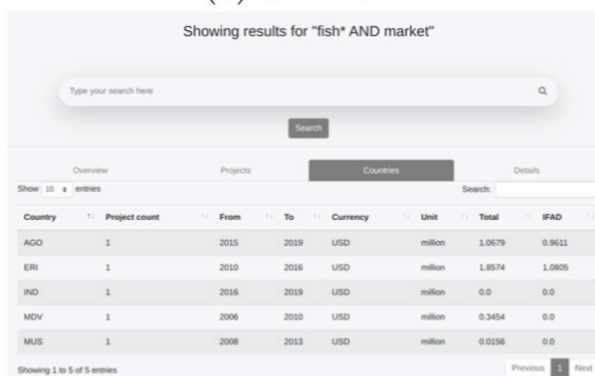 Showing results for "fish* AND market"
Type your search here
Search
Overview Projects Countries Details
Show 10 entries Search:
Country Project count From To Currency Unit Total IFAD
AGO 1 2015 2019 USD million 1.0679 0.9611
ERI 1 2010 2016 USD million 1.8574 1.0805
IND 1 2016 2019 USD million 0.0 0.0
MDV 1 2006 2010 USD million 0.3454 0.0
MUS 1 2008 2013 USD million 0.0156 0.0
Showing 1 to 5 of 5 entries Previous 1 Next